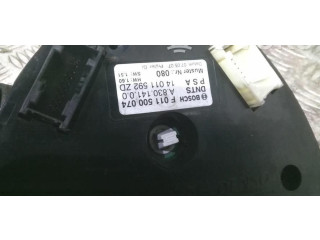 BOSCH F 011 500 074
DNTS A.830.141.0.0
PSA 14 011 592 ZD
Muster Nr. 080
HW: 1.60
SW: 1.51